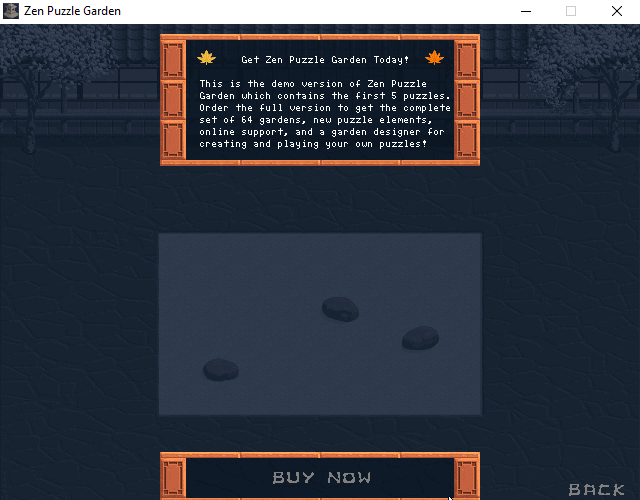 Zen Puzzle Garden
Get Zen Puzzle Garden Today!
This is the demo version of Zen Puzzle
Garden which contains the first 5 puzzles.
Order the full version to get the complete
set of 64 gardens, new puzzle elements,
online support, and a garden designer for
creating and playing your own puzzles!
BUY NOW
BACK